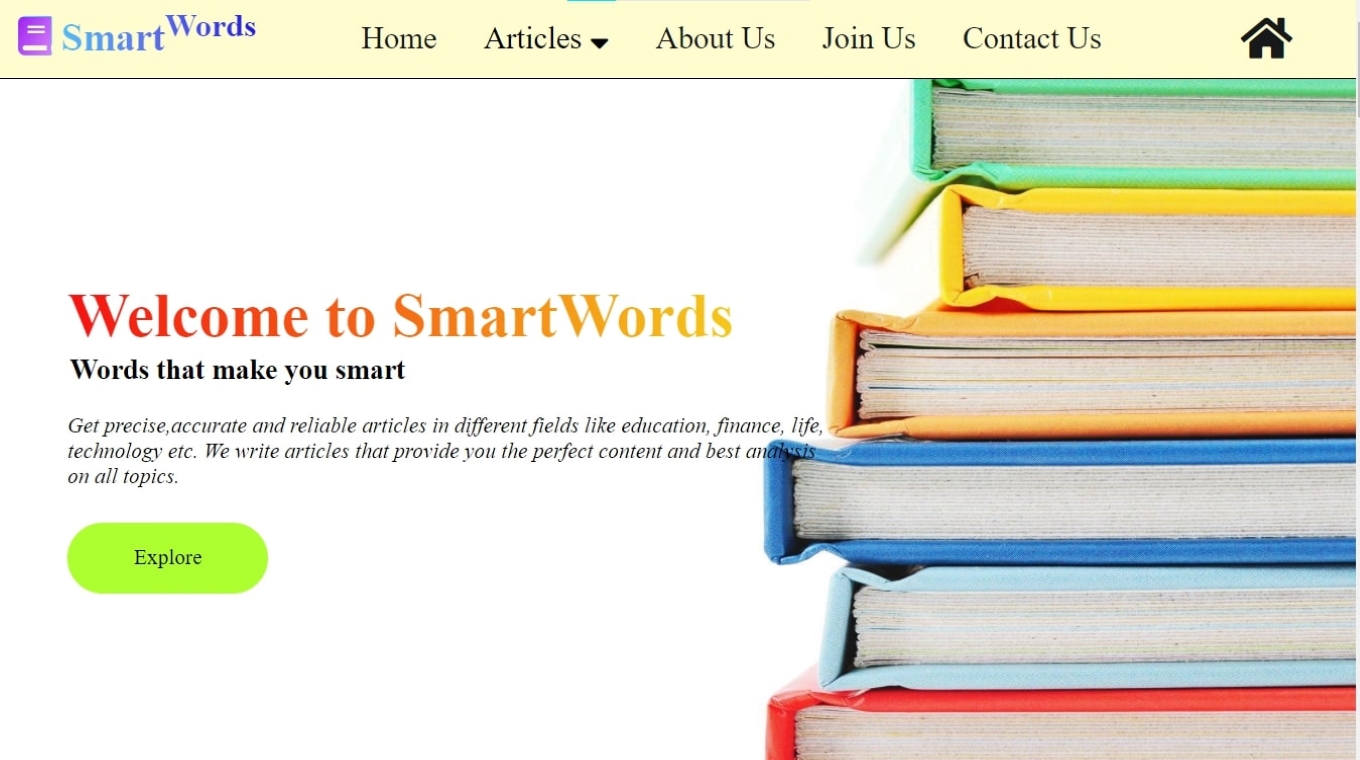 SmartWords
Home Articles About Us Join Us Contact Us
Welcome to SmartWords
Words that make you smart
Get precise,accurate and reliable articles in different fields like education, finance, life,
technology etc. We write articles that provide you the perfect content and best analysis
on all topics.
Explore